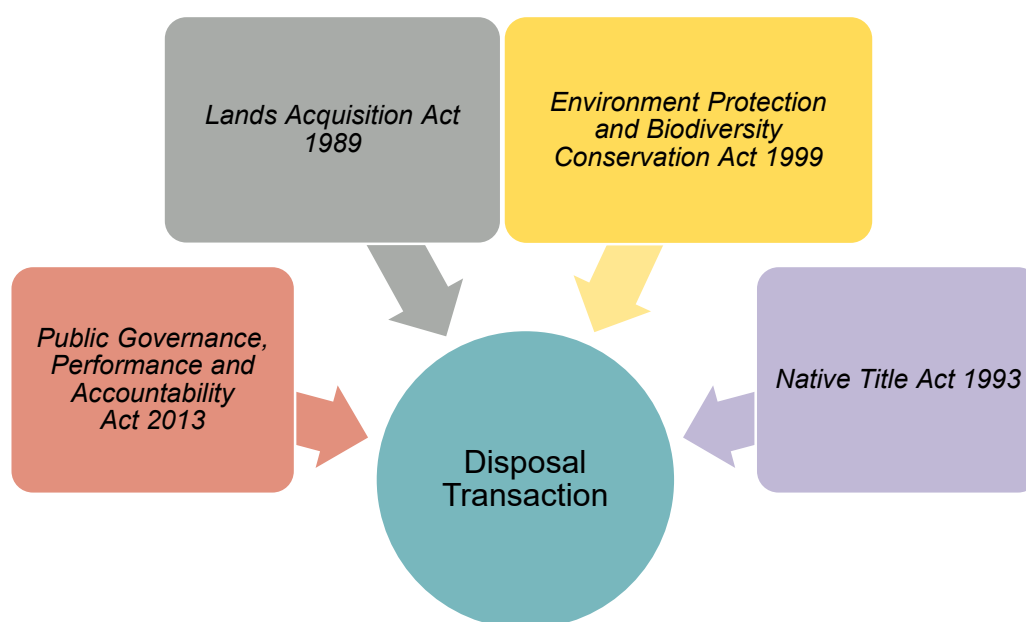 Lands Acquisition Act
1989
Environment Protection
and Biodiversity
Conservation Act 1999
Public Governance,
Performance and
Accountability
Act 2013
Native Title Act 1993
Disposal
Transaction